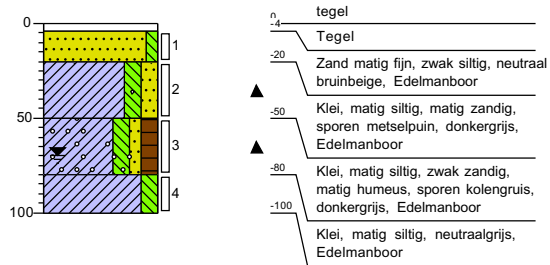 0 tegel
-4 Tegel
-20 Zand matig fijn, zwak siltig, neutraal
bruinbeige, Edelmanboor
-50 Klei, matig siltig, matig zandig,
sporen metselpuin, donkergrijs,
Edelmanboor
-80 Klei, matig siltig, zwak zandig,
matig humeus, sporen kolengruis,
donkergrijs, Edelmanboor
-100 Klei, matig siltig, neutraalgrijs,
Edelmanboor
0
50
100
1
2
3
4